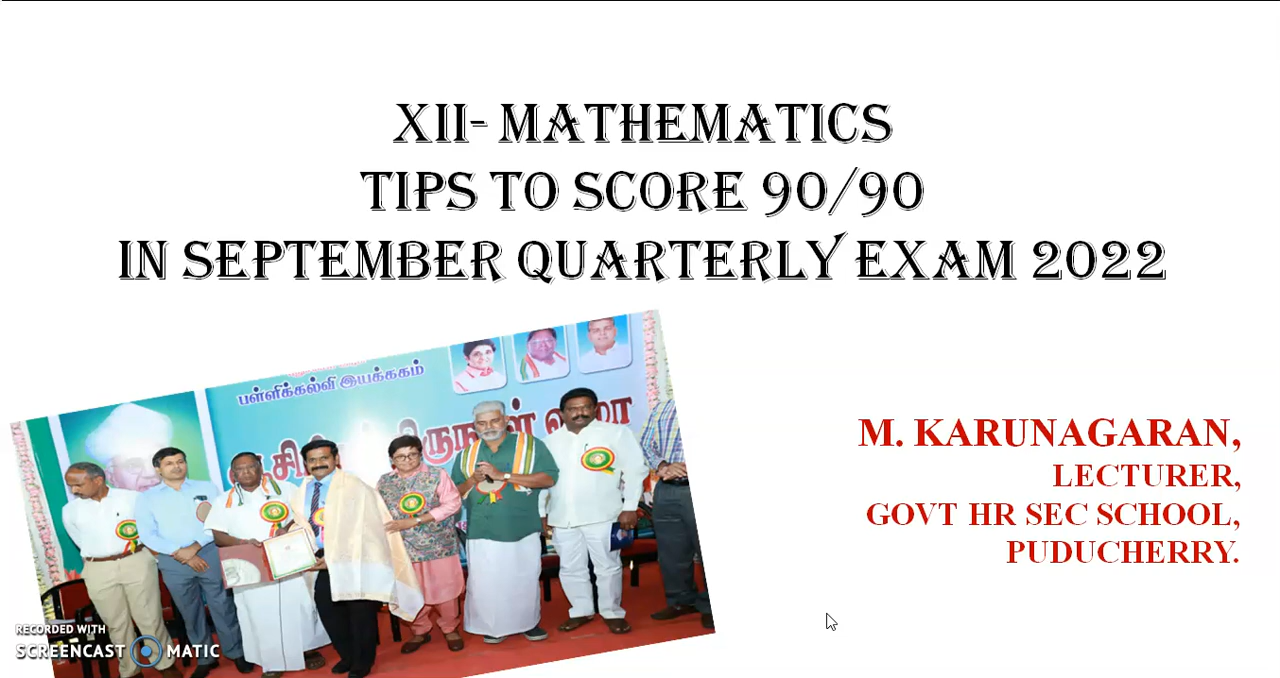 XII- MATHEMATICS
TIPS TO SCORE 90/90
IN SEPTEMBER QUARTERLY EXAM 2022
பள்ளிக்கல்வி இயக்ககம்
M. KARUNAGARAN,
LECTURER,
GOVT HR SEC SCHOOL,
PUDUCHERRY.
RECORDED WITH
SCREENCAST MATIC